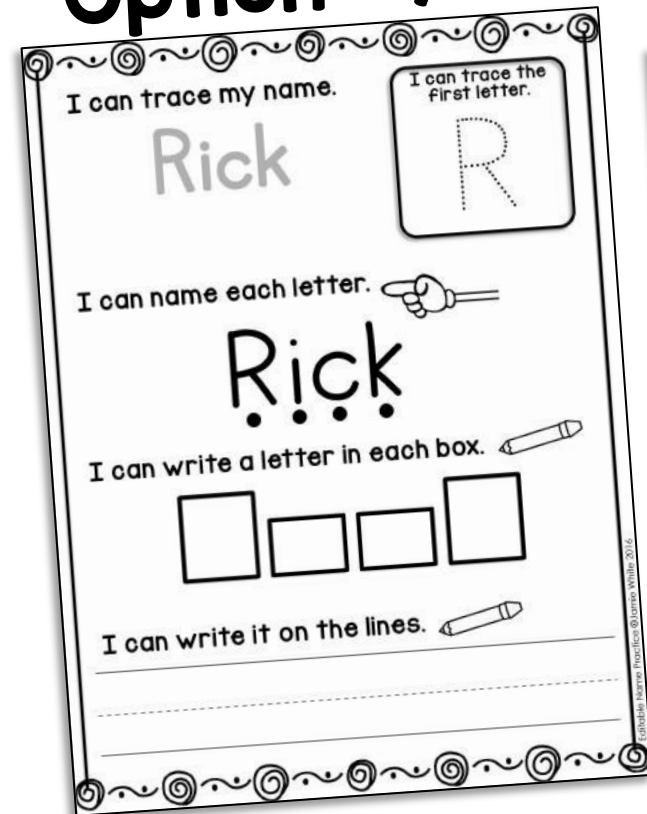 Option
I can trace my name.
I can trace the
first letter.
Rick
R
I can name each letter.
Rick
I can write a letter in each box.
I can write it on the lines.
Editable Name Practice ©Jamie White 2016